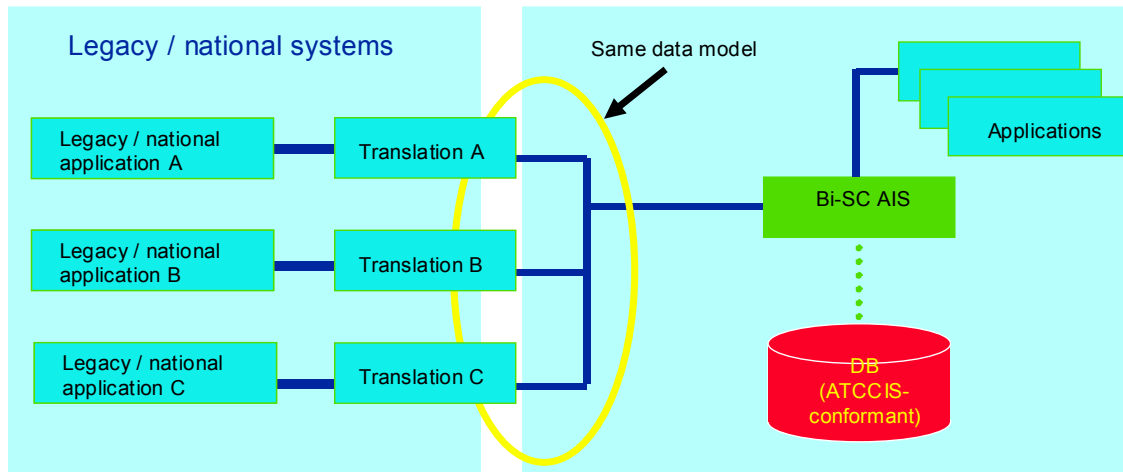 Legacy / national systems
Same data model
Legacy / national
application A
Translation A
Legacy / national
application B
Translation B
Legacy / national
application C
Translation C
Applications
Bi-SC AIS
DB
(ATCCIS-
conformant)